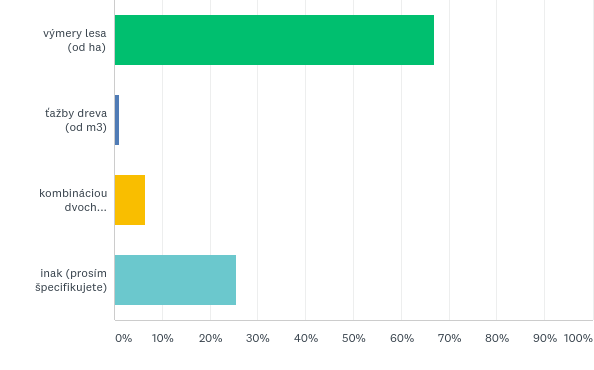 výmery lesa
(od ha)
ťažby dreva
(od m3)
kombináciou
dvoch...
inak (prosím
špecifikujete)
0% 10% 20% 30% 40% 50% 60% 70% 80% 90% 100%